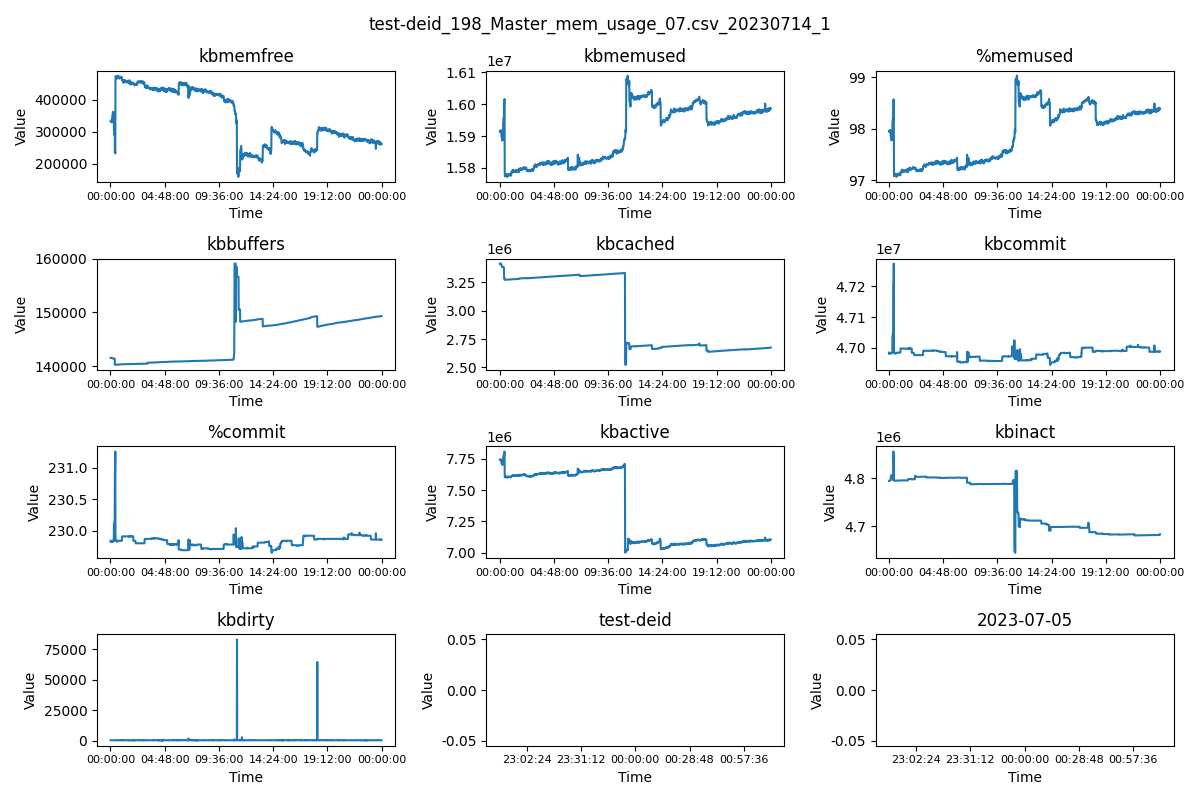 test-deid_198_Master_mem_usage_07.csv_20230714_1
kbmemfree
Value
400000
300000
200000
00:00:00 04:48:00 09:36:00 14:24:00 19:12:00 00:00:00
Time
kbmemused
1e7
Value
1.61
1.60
1.59
1.58
00:00:00 04:48:00 09:36:00 14:24:00 19:12:00 00:00:00
Time
%memused
Value
99
98
97
00:00:00 04:48:00 09:36:00 14:24:00 19:12:00 00:00:00
Time
kbbuffers
Value
160000
150000
140000
00:00:00 04:48:00 09:36:00 14:24:00 19:12:00 00:00:00
Time
kbcached
1e6
Value
3.25
3.00
2.75
2.50
00:00:00 04:48:00 09:36:00 14:24:00 19:12:00 00:00:00
Time
kbcommit
1e7
Value
4.72
4.71
4.70
00:00:00 04:48:00 09:36:00 14:24:00 19:12:00 00:00:00
Time
%commit
Value
231.0
230.5
230.0
00:00:00 04:48:00 09:36:00 14:24:00 19:12:00 00:00:00
Time
kbactive
1e6
Value
7.75
7.50
7.25
7.00
00:00:00 04:48:00 09:36:00 14:24:00 19:12:00 00:00:00
Time
kbinact
1e6
Value
4.8
4.7
00:00:00 04:48:00 09:36:00 14:24:00 19:12:00 00:00:00
Time
kbdirty
Value
75000
50000
25000
0
00:00:00 04:48:00 09:36:00 14:24:00 19:12:00 00:00:00
Time
test-deid
Value
0.05
0.00
-0.05
23:02:24 23:31:12 00:00:00 00:28:48 00:57:36
Time
2023-07-05
Value
0.05
0.00
-0.05
23:02:24 23:31:12 00:00:00 00:28:48 00:57:36
Time